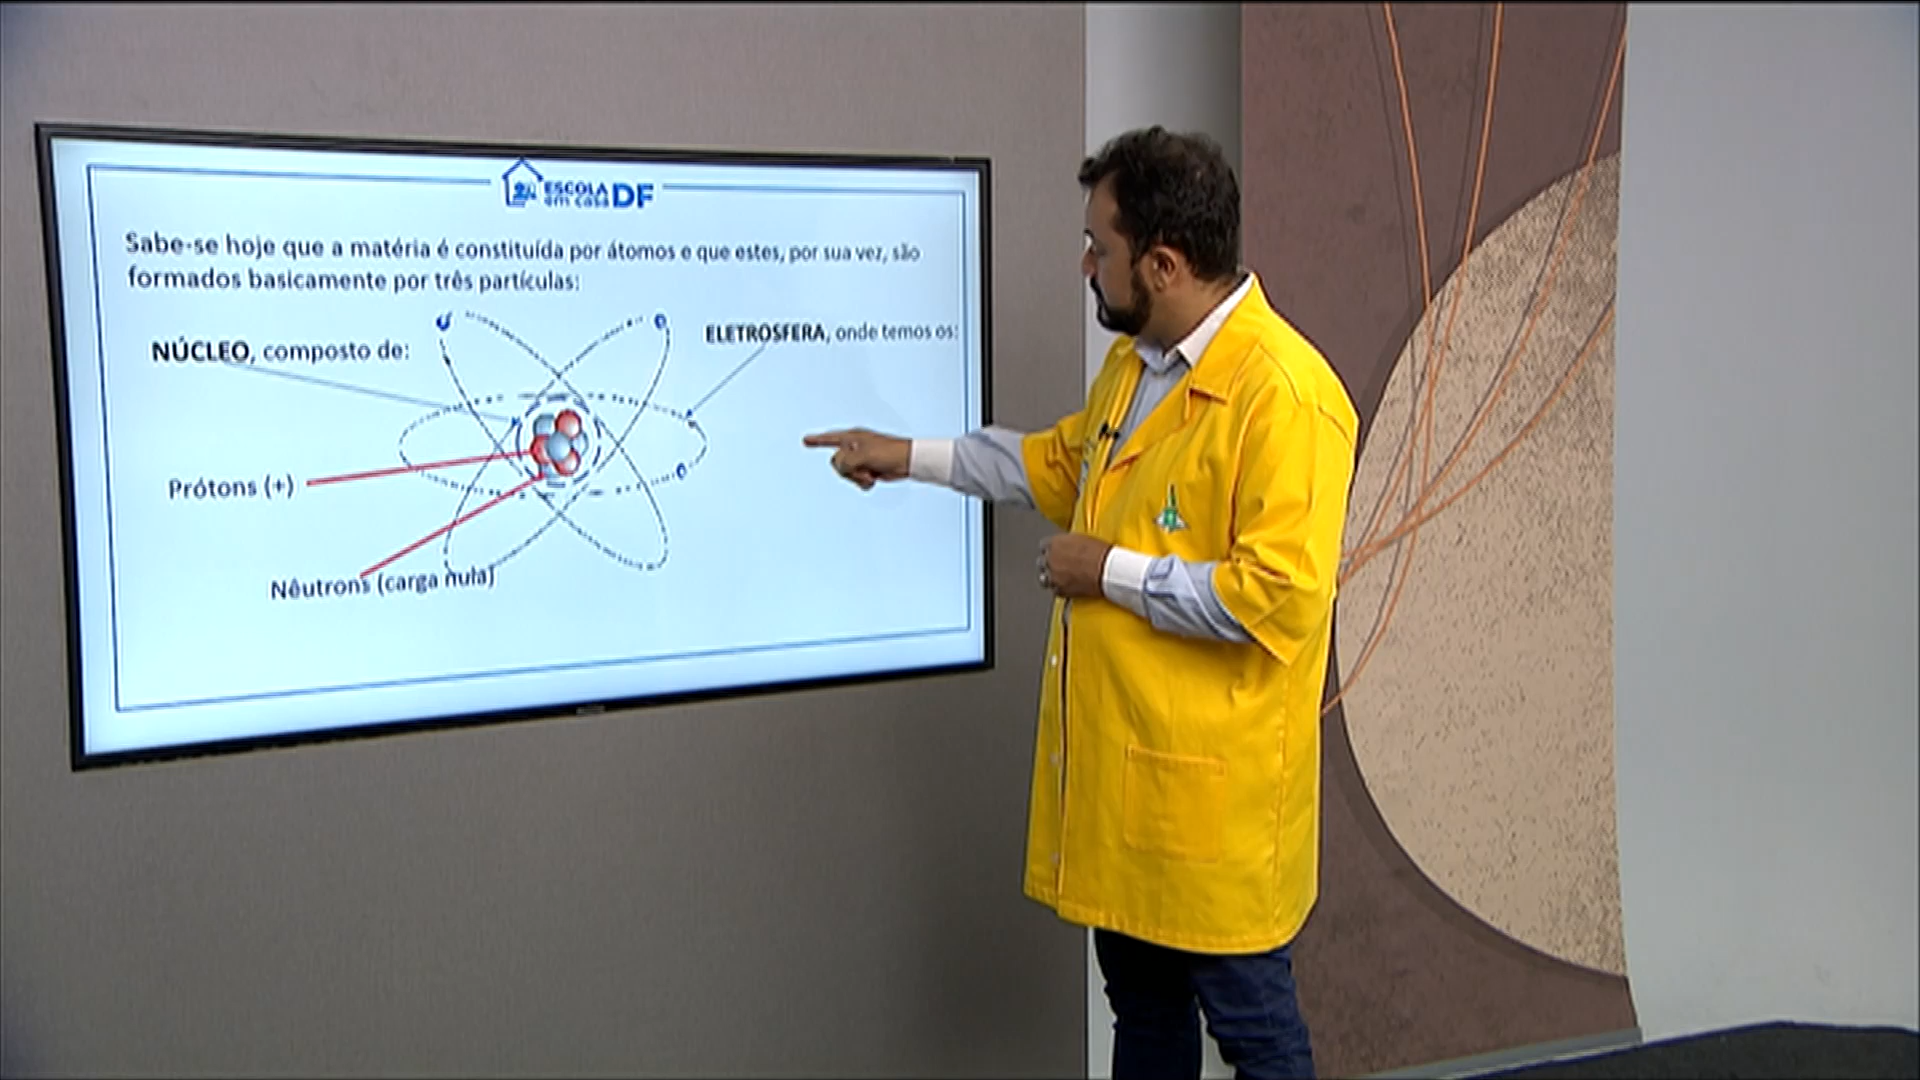 ESCOLA
em casa DF
Sabe-se hoje que a matéria é constituída por átomos e que estes, por sua vez, são
formados basicamente por três partículas:
NÚCLEO, composto de:
ELETROSFERA, onde temos os:
Prótons (+)
Nêutrons (carga nula)